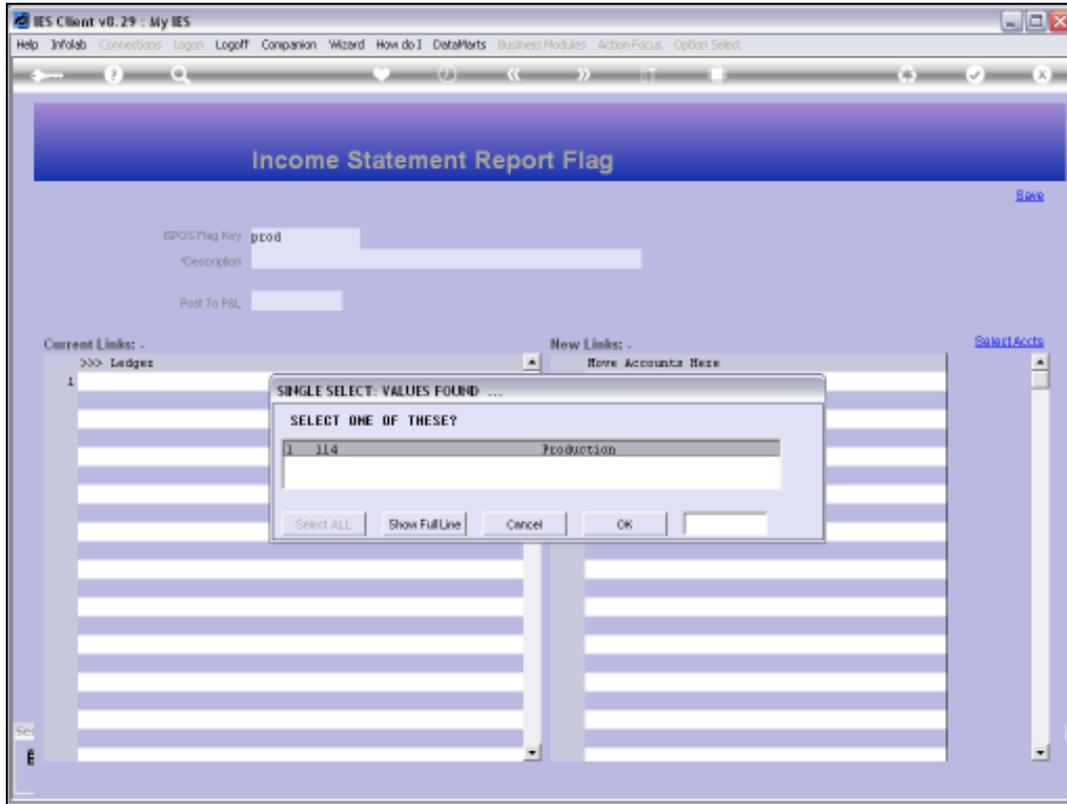 IES Client v8.29 : My IES
Help Infolab Connections Logon Logoff Companion Wizard How do I DataMarts Business Modules Action Focus Option Select
Income Statement Report Flag
Save
ISPOS Flag Key prod
*Description
Post To P&L
Current Links: -
New Links: -
Select Accts
>>> Ledger
Move Accounts Here
1
SINGLE SELECT: VALUES FOUND ...
SELECT ONE OF THESE?
1 114 Production
Select ALL Show Full Line Cancel OK